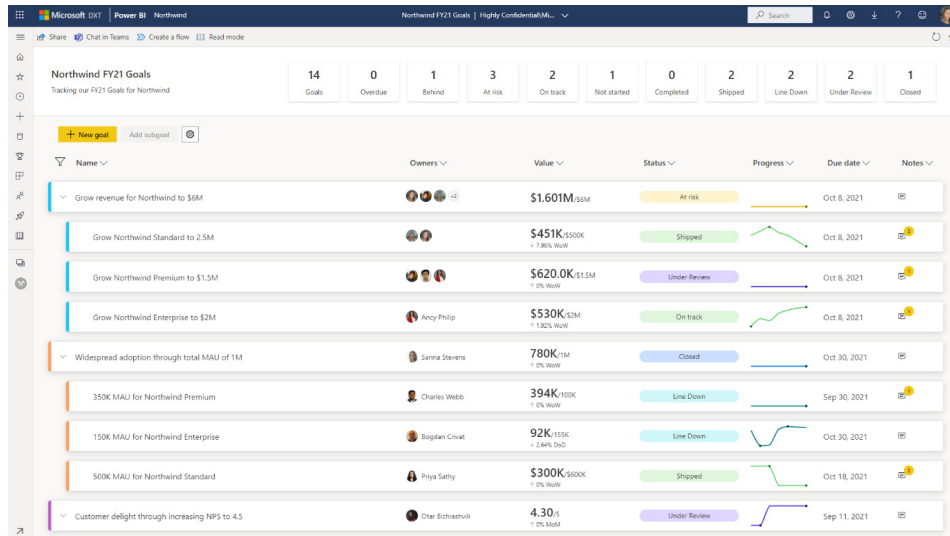 Microsoft DXT Power BI Northwind Northwind FY21 Goals | Highly Confidential\Mi... Search
Share Chat in Teams Create a flow Read mode
Northwind FY21 Goals
Tracking our FY21 Goals for Northwind
14 0 1 3 2 1 0 2 2 2 1
Goals Overdue Behind At risk On track Not started Completed Shipped Line Down Under Review Closed
+ New goal Add subgoal
Name Owners Value Status Progress Due date Notes
Grow revenue for Northwind to $6M +2 $1.601M/$6M At risk Oct 8, 2021
Grow Northwind Standard to 2.5M $451K/$500K Shipped Oct 8, 2021 2
↓ 7.96% WoW
Grow Northwind Premium to $1.5M $620.0K/$1.5M Under Review Oct 8, 2021 1
↑ 0% WoW
Grow Northwind Enterprise to $2M Ancy Philip $530K/$2M On track Oct 8, 2021 1
↑ 1.92% WoW
Widespread adoption through total MAU of 1M Sarina Stevens 780K/1M Closed Oct 30, 2021
↑ 0% WoW
350K MAU for Northwind Premium Charles Webb 394K/100K Line Down Sep 30, 2021 1
↑ 0% WoW
150K MAU for Northwind Enterprise Bogdan Crivat 92K/155K Line Down Oct 30, 2021
↓ 2.64% DoD
500K MAU for Northwind Standard Priya Sathy $300K/$600K Shipped Oct 18, 2021 2
↑ 0% WoW
Customer delight through increasing NPS to 4.5 Otar Bichiashvili 4.30/5 Under Review Sep 11, 2021
↑ 0% MoM